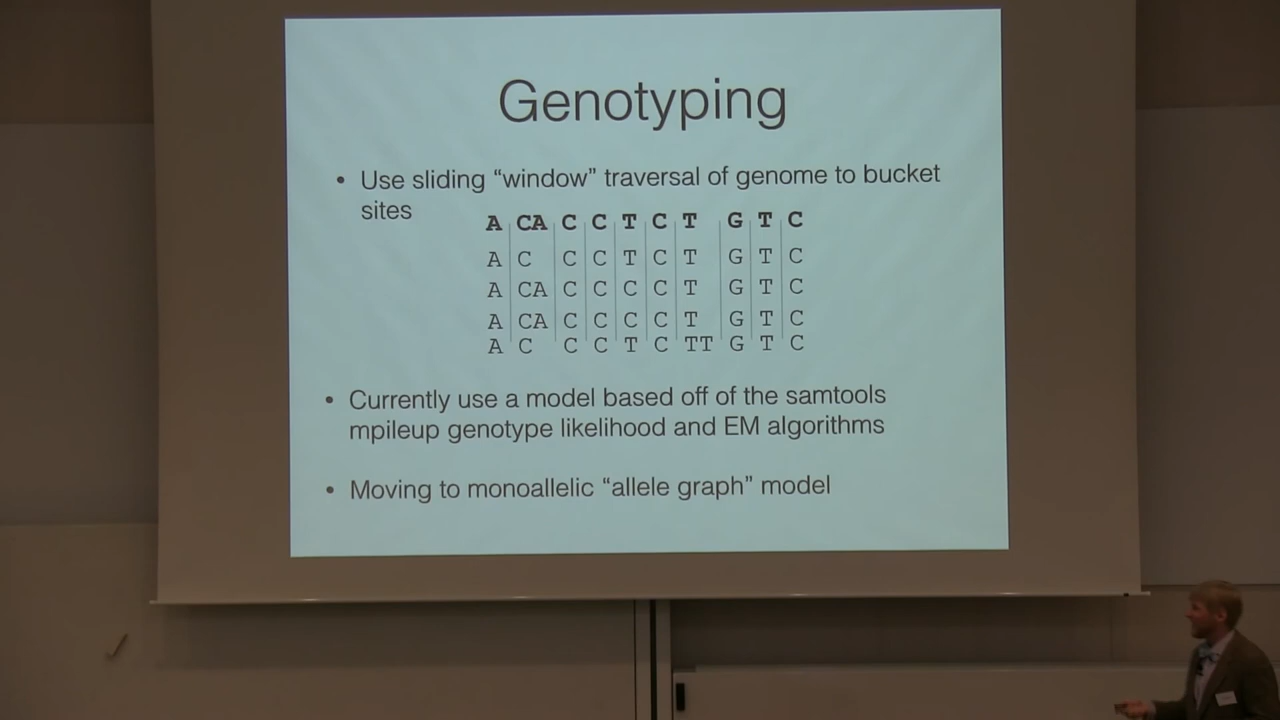 Genotyping
• Use sliding “window” traversal of genome to bucket
sites
A CA C C T C T G T C
A C C C T C T G T C
A CA C C C C T G T C
A CA C C C C T G T C
A C C C T C TT G T C
• Currently use a model based off of the samtools
mpileup genotype likelihood and EM algorithms
• Moving to monoallelic “allele graph” model